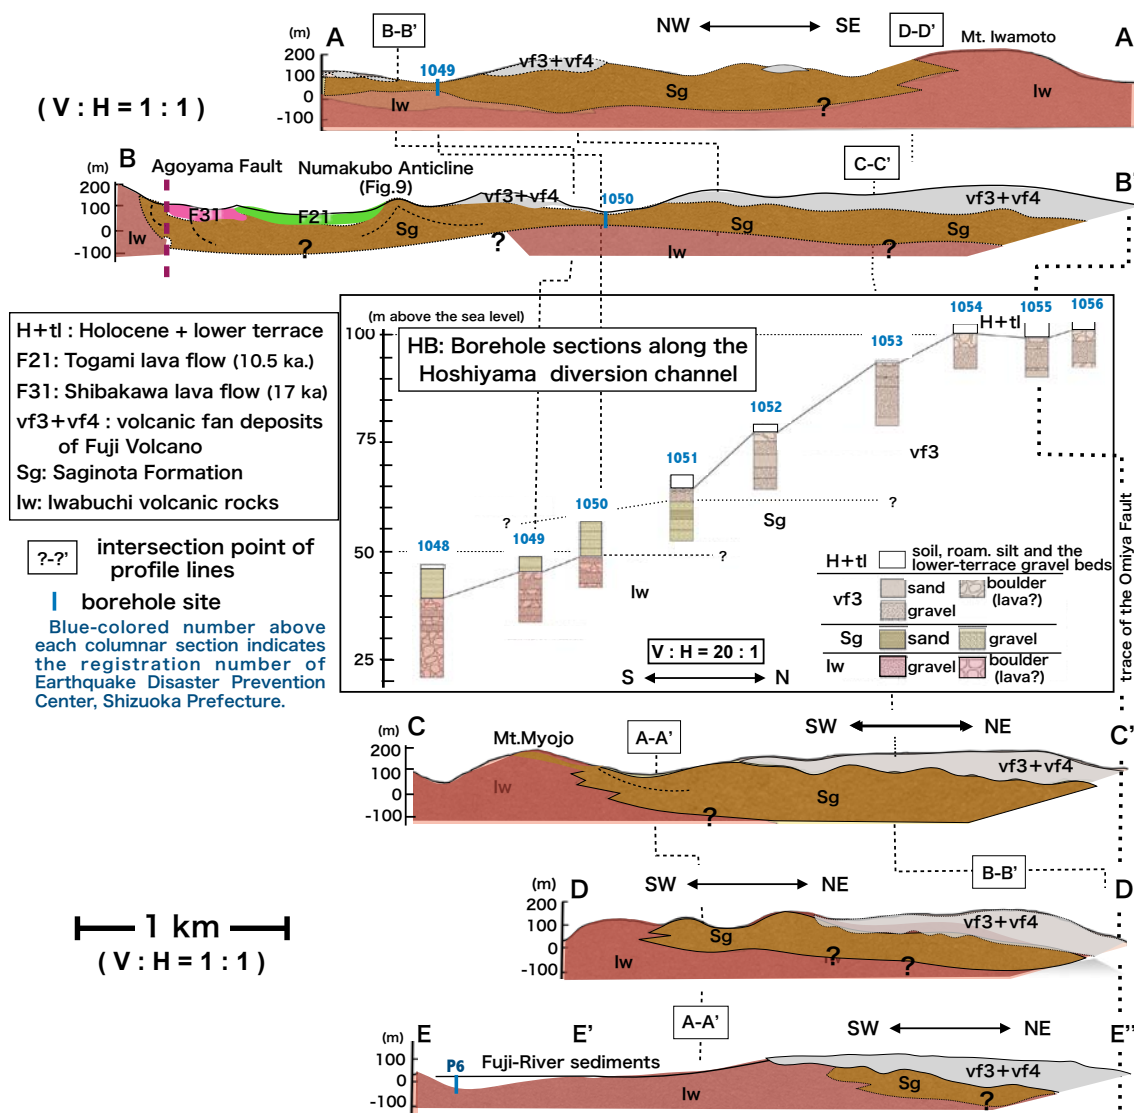 NW SE
B-B' D-D'
A Mt. Iwamoto A
(m)
200
100
0
-100
1049
vf3+vf4
Iw
Sg
?
Iw
( V : H = 1 : 1 )
B Agoyama Fault Numakubo Anticline
(Fig.9)
C-C'
B'
(m)
200
100
0
-100
F31
F21
vf3+vf4
1050
vf3+vf4
Iw
Sg
Sg
Sg
?
?
Iw
?
H+tl : Holocene + lower terrace
F21: Togami lava flow (10.5 ka.)
F31: Shibakawa lava flow (17 ka)
vf3+vf4 : volcanic fan deposits
of Fuji Volcano
Sg: Saginota Formation
Iw: Iwabuchi volcanic rocks
?-?' intersection point of
profile lines
borehole site
Blue-colored number above
each columnar section indicates
the registration number of
Earthquake Disaster Prevention
Center, Shizuoka Prefecture.
(m above the sea level)
100
75
50
25
HB: Borehole sections along the
Hoshiyama diversion channel
1048
1049
1050
1051
1052
1053
1054
1055
1056
H+tl
vf3
Sg
Iw
?
?
?
V : H = 20 : 1
S N
H+tl soil, roam. silt and the
lower-terrace gravel beds
vf3 sand boulder
(lava?)
gravel
Sg sand gravel
Iw gravel boulder
(lava?)
trace of the Omiya Fault
C C'
SW NE
A-A'
Mt.Myojo
(m)
200
100
0
-100
Iw
vf3+vf4
Sg
?
B-B'
D D'
SW NE
(m)
200
100
0
-100
Sg
vf3+vf4
Iw
?
?
1 km
( V : H = 1 : 1 )
A-A'
E E' E"
SW NE
(m)
100
0
-100
P6
Fuji-River sediments
vf3+vf4
Iw
Sg
?